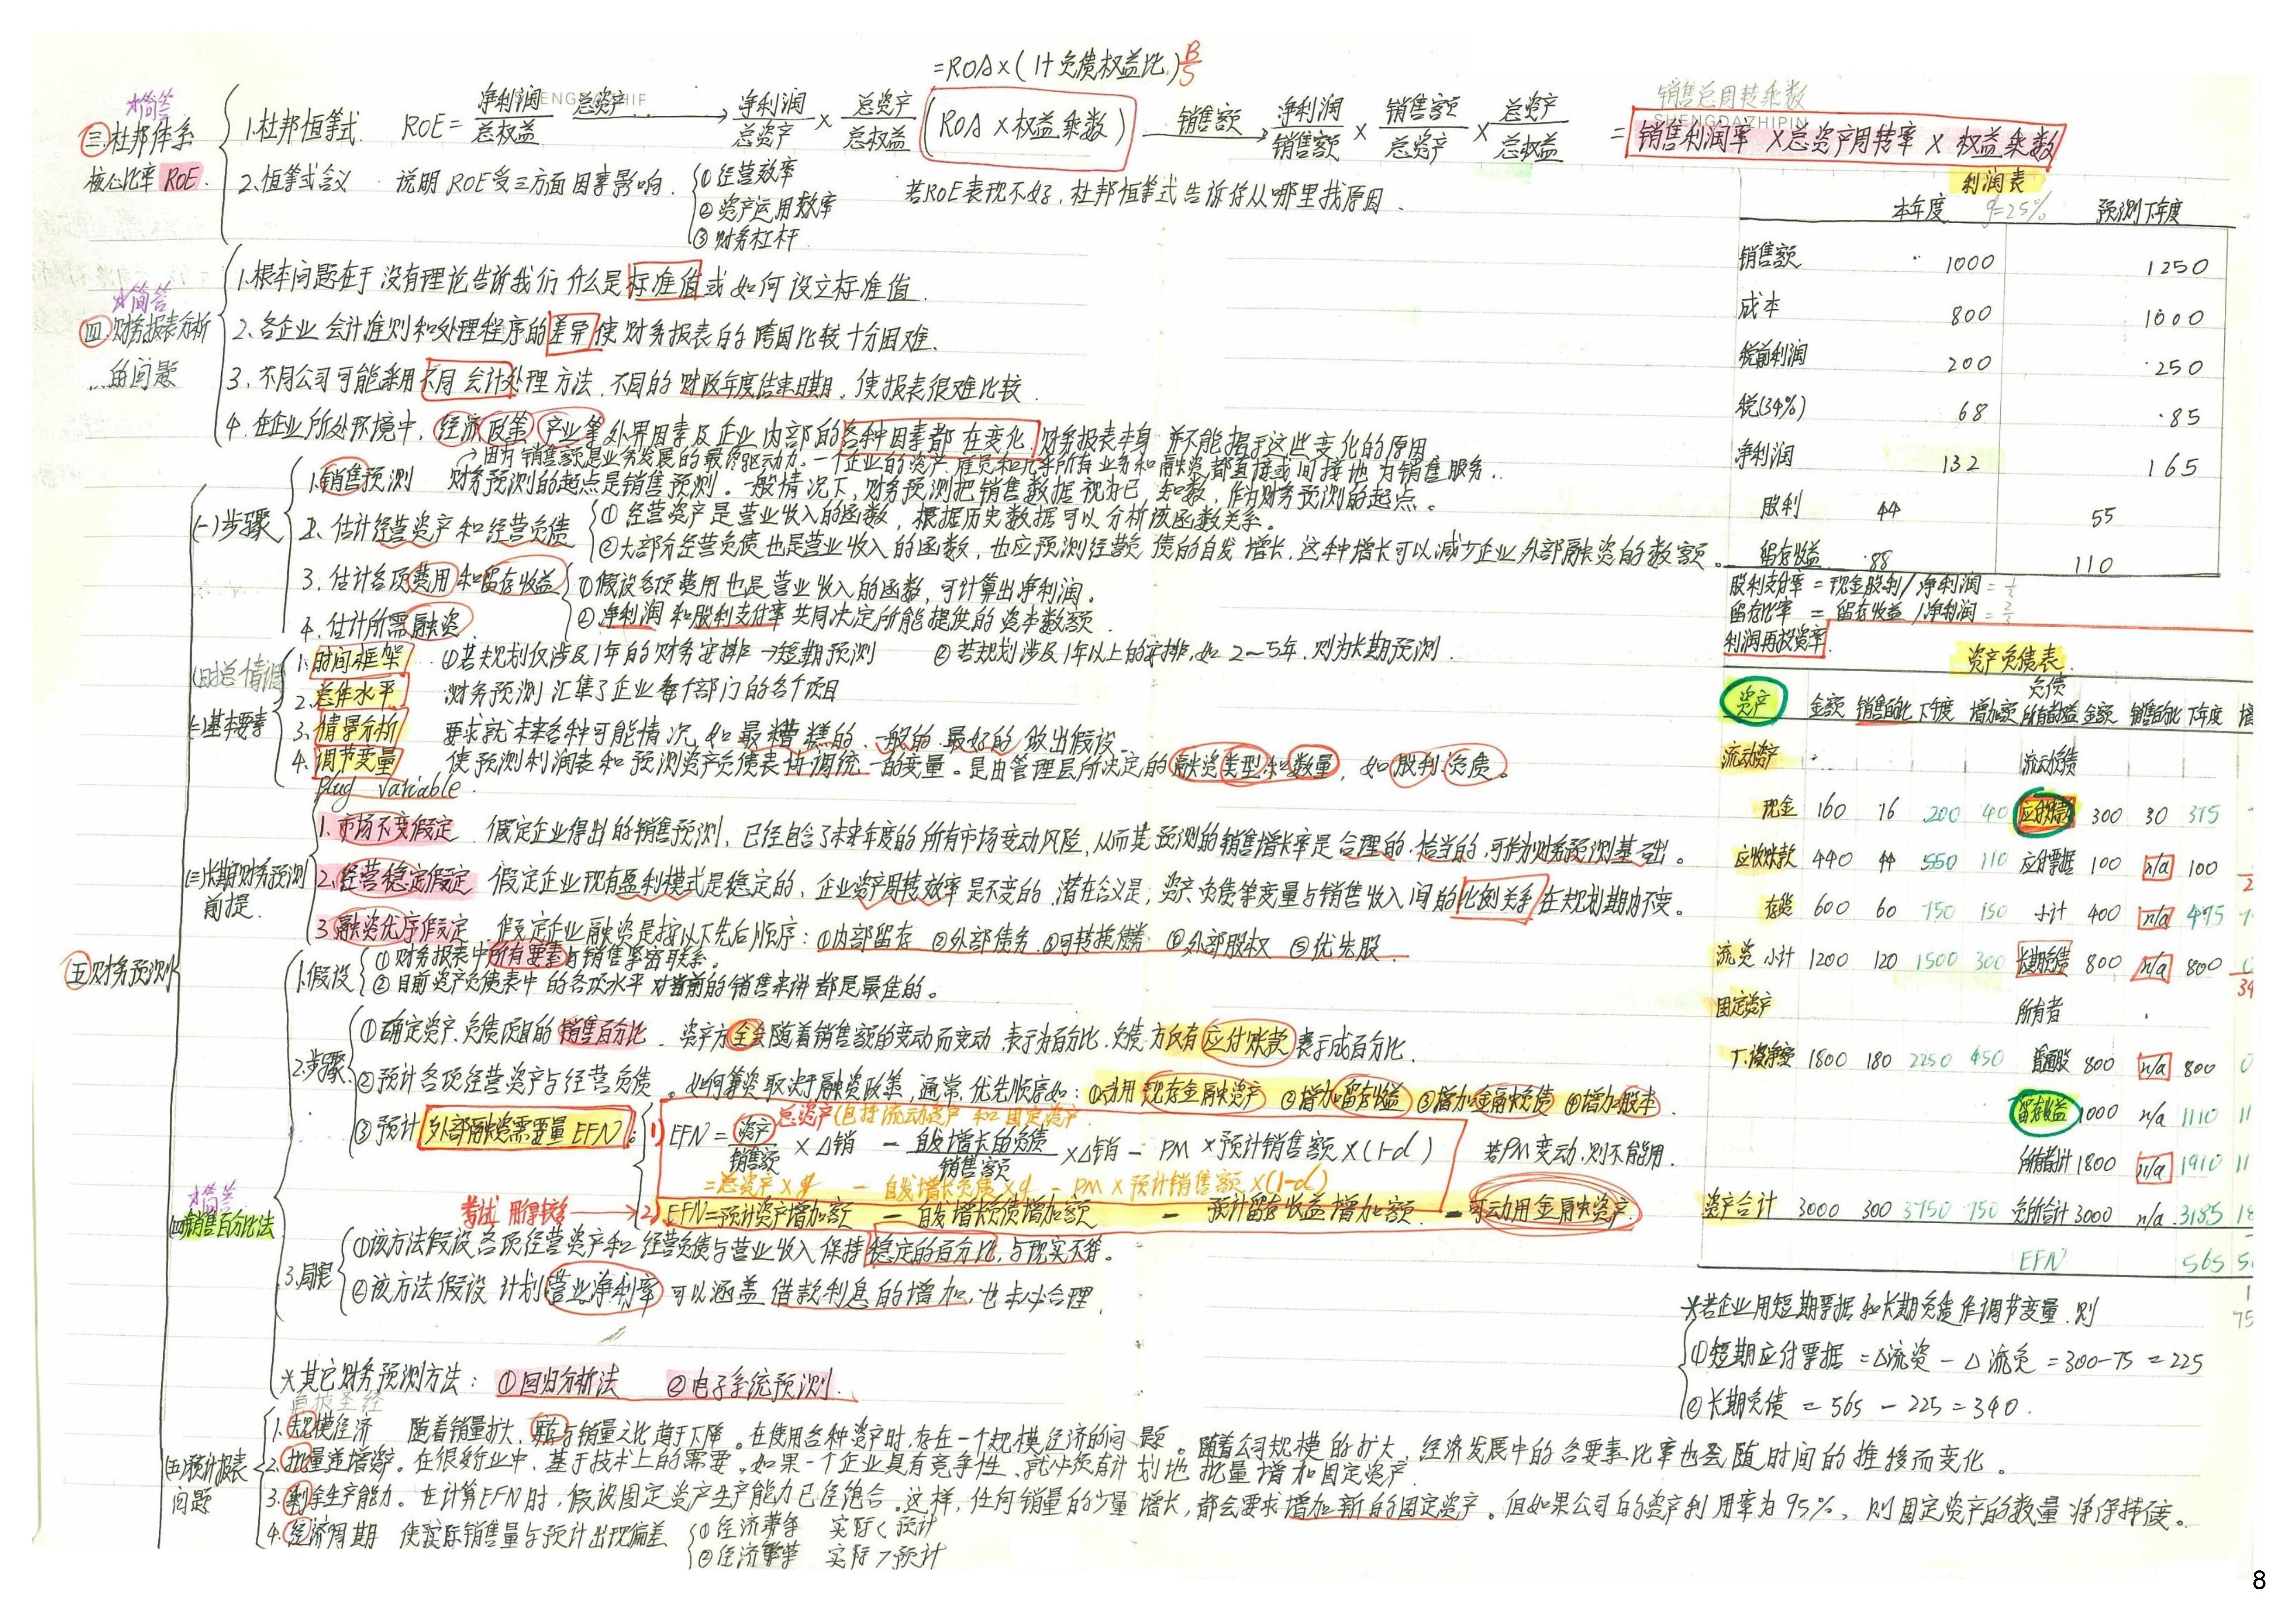 =ROA×(1+负债权益比) B/S
*简答
三.杜邦体系
核心比率 ROE.
1.杜邦恒等式. ROE= 净利润/总权益 总资产→ 净利润/总资产 × 总资产/总权益 (ROA×权益乘数) 销售额→ 净利润/销售额 × 销售额/总资产 × 总资产/总权益 = 销售利润率 ×总资产周转率 × 权益乘数
SHENGDAZHIPIN
2.恒等式含义 说明 ROE受三方面因素影响.
①经营效率
②资产运用效率
③财务杠杆.
若ROE表现不好,杜邦恒等式告诉你从哪里找原因.
*简答
四.财务报表分析
的问题
1.根本问题在于没有理论告诉我们什么是标准值或如何设立标准值.
2.各企业会计准则和处理程序的差异使财务报表的跨国比较十分困难.
3.不同公司可能采用不同会计处理方法,不同的财政年度结束日期,使报表很难比较.
4.在企业所处环境中,经济政策产业等外界因素及企业内部的各种因素都在变化,财务报表本身并不能揭示这些变化的原因
五.财务预测
(一)步骤
→因为销售额是业务发展的最终驱动力.一个企业的资产、雇员和几乎所有业务和融资,都直接或间接地为销售服务.
1.销售预测 财务预测的起点是销售预测。一般情况下,财务预测把销售数据视为已知数,作为财务预测的起点。
2.估计经营资产和经营负债
①经营资产是营业收入的函数,根据历史数据可以分析该函数关系。
②大部分经营负债也是营业收入的函数,也应预测经营负债的自发增长,这种增长可以减少企业外部融资的数额。
3.估计各项费用和留存收益
①假设各项费用也是营业收入的函数,可计算出净利润。
②净利润和股利支付率共同决定所能提供的资本数额.
4.估计所需融资
(二)基本要素
1.时间框架 ①若规划仅涉及1年的财务安排→短期预测 ②若规划涉及1年以上的安排,如2~5年,则为长期预测.
2.总体水平 财务预测汇集了企业每个部门的各个项目
3.情景分析 要求就未来各种可能情况,如最糟糕的、一般的、最好的做出假设.
4.调节变量 使预测利润表和预测资产负债表协调统一的变量。是由管理层所决定的融资类型和数量,如股利、负债。
Plug variable.
(三)长期财务预测
前提.
1.市场不变假定 假定企业得出的销售预测,已经包含了未来年度的所有市场变动风险,从而其预测的销售增长率是合理的、恰当的,可作为财务预测基础。
2.经营稳定假定 假定企业现有盈利模式是稳定的,企业资产周转效率是不变的,潜在含义是:资产负债等变量与销售收入间的比例关系在规划期内不变。
3.融资优序假定 假定企业融资是按以下先后顺序:①内部留存 ②外部债务 ③可转换债券 ④外部股权 ⑤优先股.
*简答
(四)销售百分比法
1.假设
①财务报表中所有要素与销售紧密联系。
②目前资产负债表中的各项水平对当前的销售来讲都是最佳的。
2.步骤
①确定资产、负债项目的销售百分比. 资产方全会随着销售额的变动而变动,表示为百分比.负债方仅有应付账款表示成百分比.
②预计各项经营资产与经营负债。如何筹资取决于融资政策,通常,优先顺序如:①动用现存金融资产 ②增加留存收益 ③增加金融负债 ④增加股本.
③预计外部融资需要量EFN:
总资产(包括流动资产和固定资产
1) EFN= 资产/销售额 ×Δ销 − 自发增长的负债/销售额 ×Δ销 − PM×预计销售额×(1-d) 若PM变动,则不能用.
=总资产×g − 自发增长负债×g − PM×预计销售额×(1-d)
考试用得较多→ 2) EFN=预计资产增加额 − 自发增长负债增加额 − 预计留存收益增加额 − 可动用金融资产.
3.局限
①该方法假设各项经营资产和经营负债与营业收入保持稳定的百分比,与现实不符。
②该方法假设计划营业净利率可以涵盖借款利息的增加,也未必合理.
*其它财务预测方法: ①回归分析法 ②电子系统预测.
(五)预计报表
问题
1.规模经济 随着销量扩大,与销量之比趋于下降。在使用各种资产时,存在一个规模经济的问题。随着公司规模的扩大,经济发展中的各要素比率也会随时间的推移而变化。
2.批量递增资产。在很多行业中,基于技术上的需要,如果一个企业具有竞争性,就必须有计划地批量增加固定资产.
3.剩余生产能力。在计算EFN时,假设固定资产生产能力已经饱合。这样,任何销量的少量增长,都会要求增加新的固定资产。但如果公司的资产利用率为95%,则固定资产的数量将保持不变。
4.经济周期 使实际销售量与预计出现偏差
①经济萧条 实际<预计
②经济繁荣 实际>预计
利润表
本年度 g=25% 预测下年度
销售额 1000 1250
成本 800 1000
税前利润 200 250
税(34%) 68 85
净利润 132 165
股利 44 55
留存收益 88 110
股利支付率=现金股利/净利润=1/3
留存比率=留存收益/净利润=2/3
利润再投资率.
资产负债表.
资产 金额 销售百比 下年度 增加额 负债所有者权益 金额 销售百比 下年度 增
流动资产 流动负债
现金 160 16 200 40 应付账款 300 30 375
应收账款 440 44 550 110 应付票据 100 n/a 100
存货 600 60 750 150 小计 400 n/a 475
流资小计 1200 120 1500 300 长期负债 800 n/a 800
固定资产 所有者
厂、设净额 1800 180 2250 450 普通股 800 n/a 800 0
留存收益 1000 n/a 1110 11
所有者计 1800 n/a 1910 11
资产合计 3000 300 3750 750 负所合计 3000 n/a 3185
EFN 565
*若企业用短期票据和长期负债作调节变量,则
①短期应付票据=Δ流资−Δ流负=300-75=225
②长期负债=565−225=340.
8